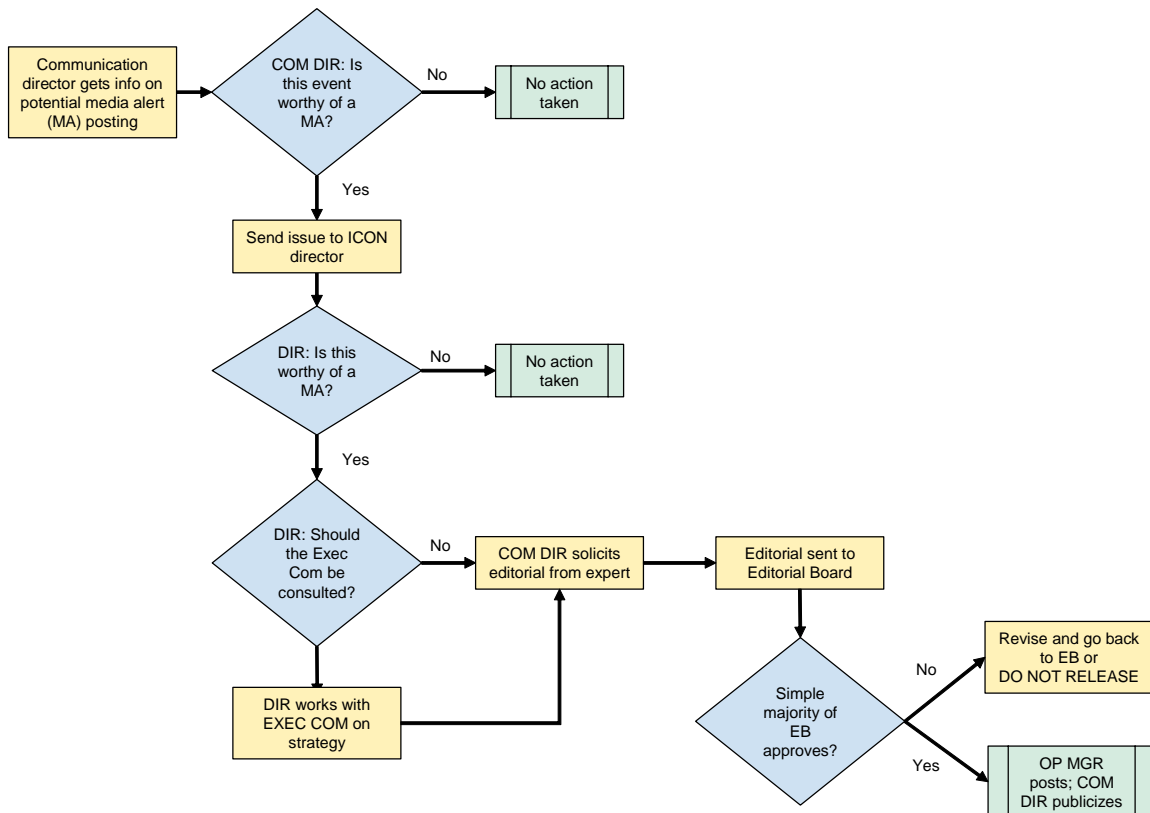 Communication
director gets info on
potential media alert
(MA) posting
COM DIR: Is
this event
worthy of a
MA?
No
No action
taken
Yes
Send issue to ICON
director
DIR: Is this
worthy of a
MA?
No
No action
taken
Yes
DIR: Should
the Exec
Com be
consulted?
No
COM DIR solicits
editorial from expert
Editorial sent to
Editorial Board
DIR works with
EXEC COM on
strategy
Simple
majority of
EB
approves?
No
Revise and go back
to EB or
DO NOT RELEASE
Yes
OP MGR
posts; COM
DIR publicizes